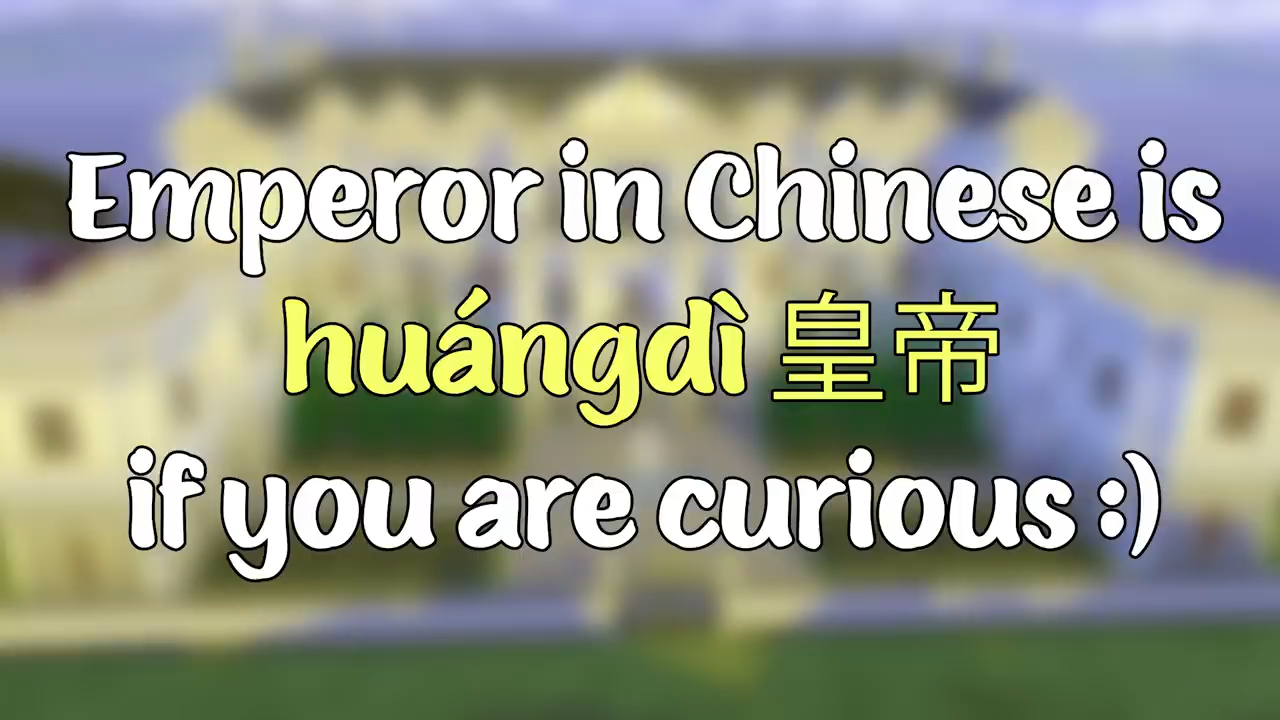 Emperor in Chinese is
huángdì 皇帝
if you are curious :)